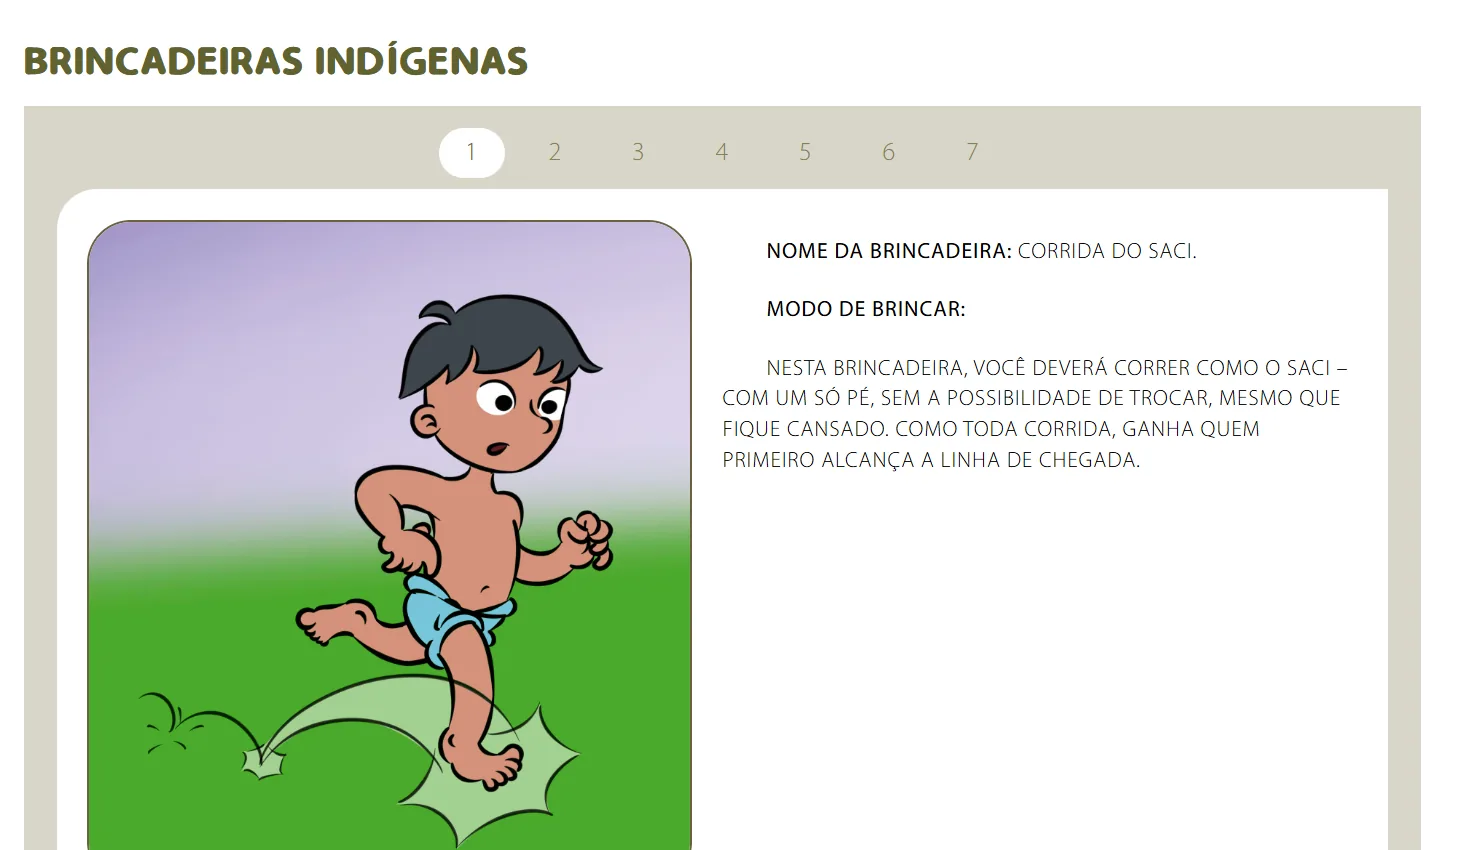 BRINCADEIRAS INDÍGENAS
1 2 3 4 5 6 7
NOME DA BRINCADEIRA: CORRIDA DO SACI.
MODO DE BRINCAR:
NESTA BRINCADEIRA, VOCÊ DEVERÁ CORRER COMO O SACI –
COM UM SÓ PÉ, SEM A POSSIBILIDADE DE TROCAR, MESMO QUE
FIQUE CANSADO. COMO TODA CORRIDA, GANHA QUEM
PRIMEIRO ALCANÇA A LINHA DE CHEGADA.